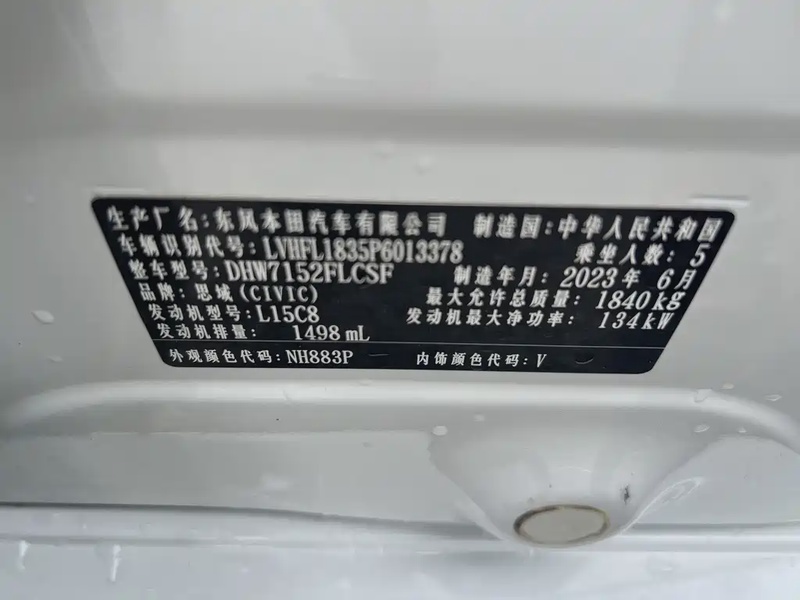 生产厂名:东风本田汽车有限公司 制造国:中华人民共和国
车辆识别代号:LVHFL1835P6013378 乘坐人数:5
整车型号:DHW7152FLCSF 制造年月:2023年6月
品牌:思域(CIVIC) 最大允许总质量:1840kg
发动机型号:L15C8 发动机最大净功率:134kW
发动机排量:1498mL
外观颜色代码:NH883P 内饰颜色代码:V